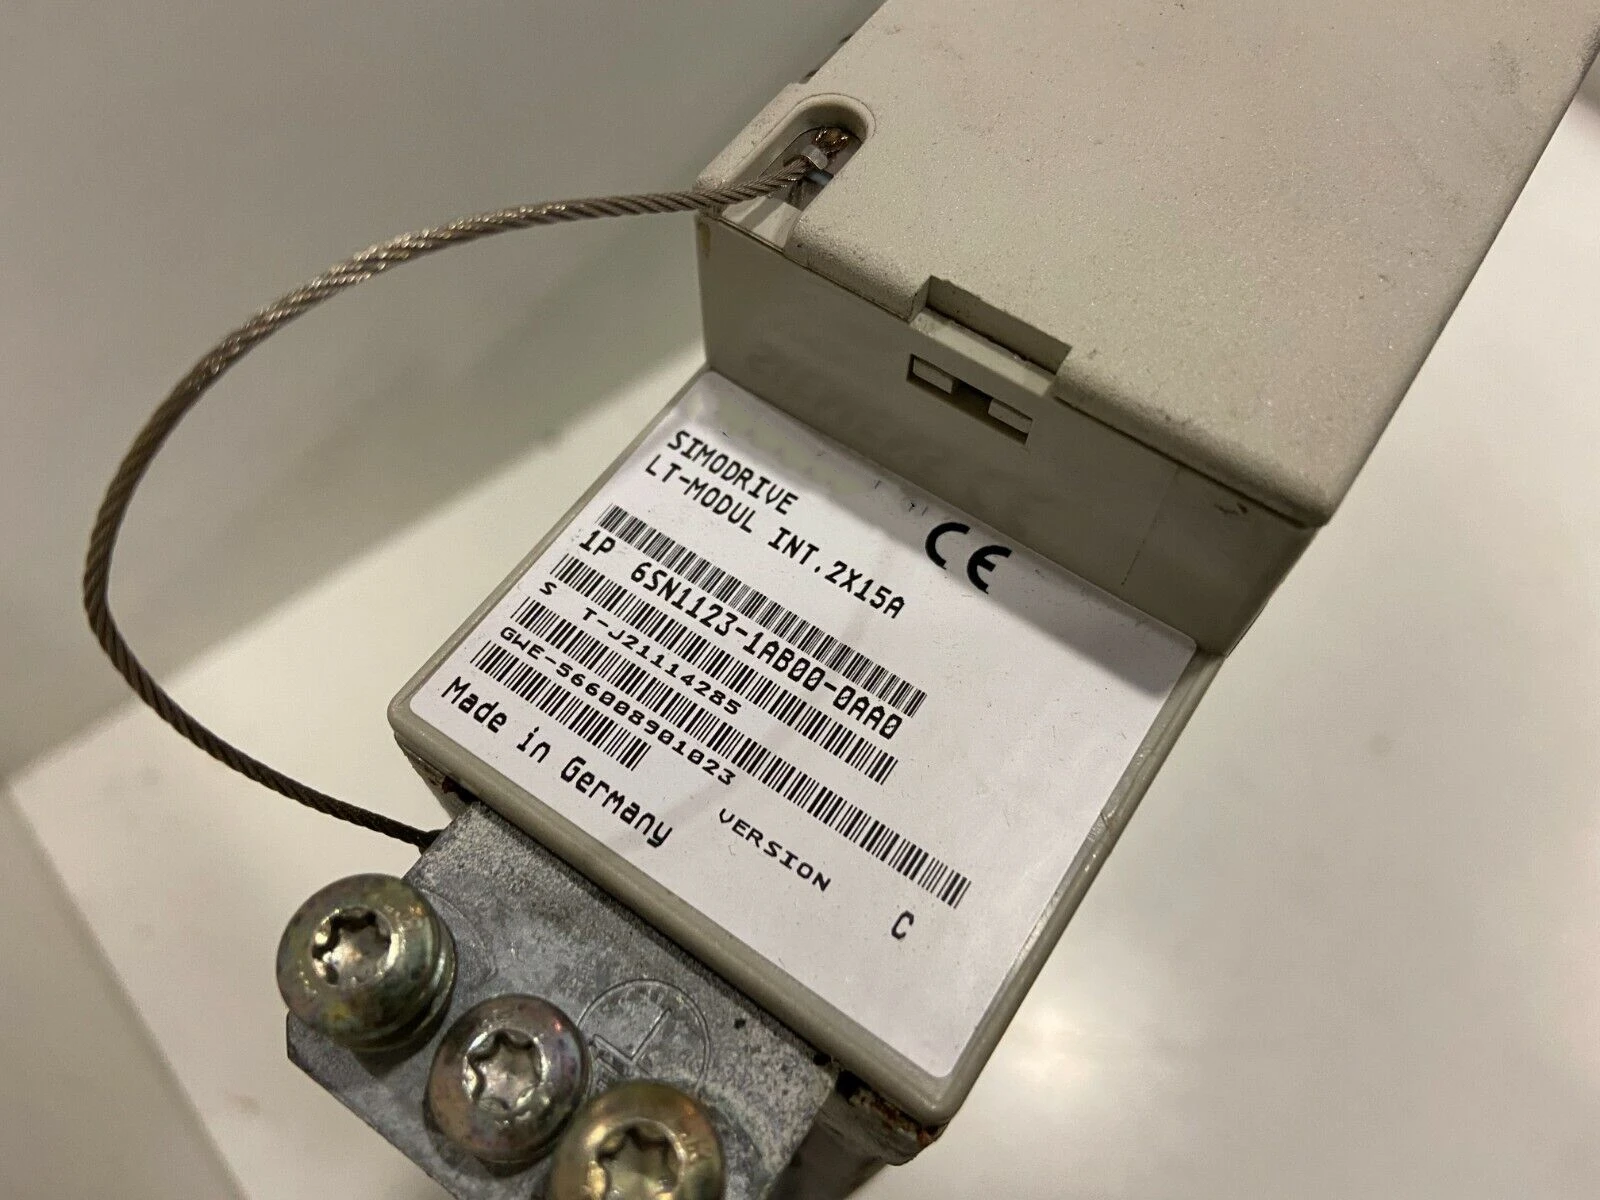 SIMODRIVE
LT-MODUL INT.2X15A
CE
1P 6SN1123-1AB00-0AA0
S T-J21114285
GWE-566008901023
VERSION C
Made in Germany